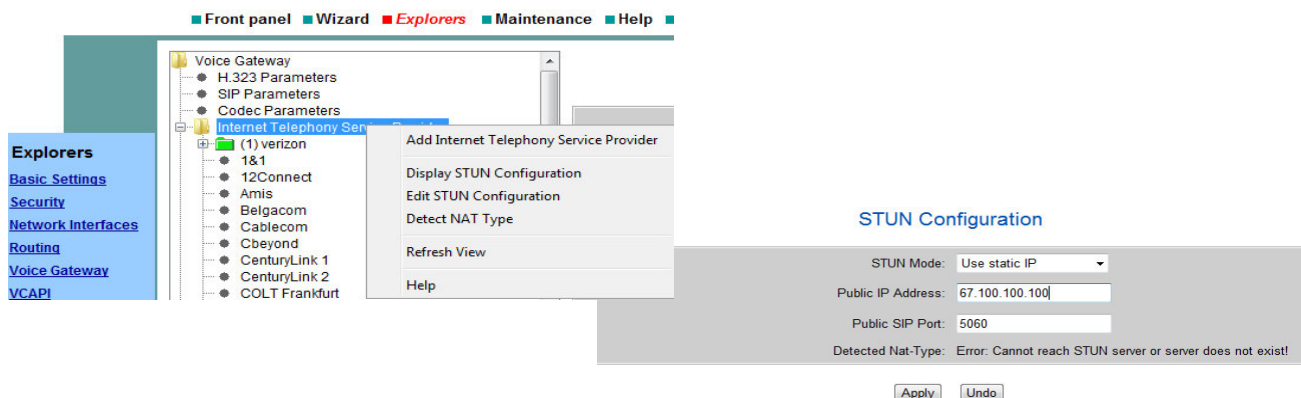 Front panel Wizard Explorers Maintenance Help
Voice Gateway
H.323 Parameters
SIP Parameters
Codec Parameters
Internet Telephony Service
(1) verizon
1&1
12Connect
Amis
Belgacom
Cablecom
Cbeyond
CenturyLink 1
CenturyLink 2
COLT Frankfurt
Explorers
Basic Settings
Security
Network Interfaces
Routing
Voice Gateway
VCAPI
Add Internet Telephony Service Provider
Display STUN Configuration
Edit STUN Configuration
Detect NAT Type
Refresh View
Help
STUN Configuration
STUN Mode: Use static IP
Public IP Address: 67.100.100.100
Public SIP Port: 5060
Detected Nat-Type: Error: Cannot reach STUN server or server does not exist!
Apply Undo